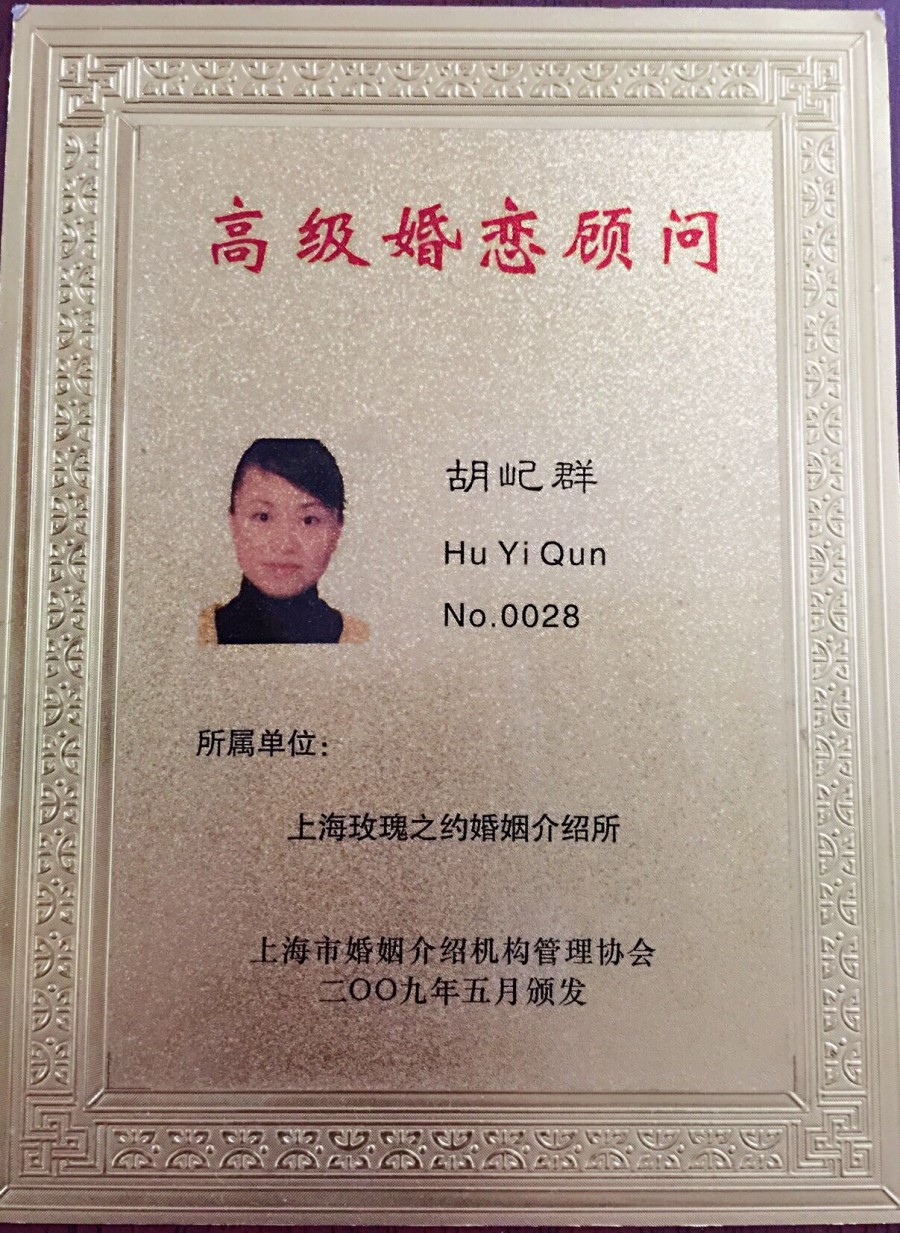 高级婚恋顾问
胡屺群
Hu Yi Qun
No.0028
所属单位：
上海玫瑰之约婚姻介绍所
上海市婚姻介绍机构管理协会
二〇〇九年五月颁发